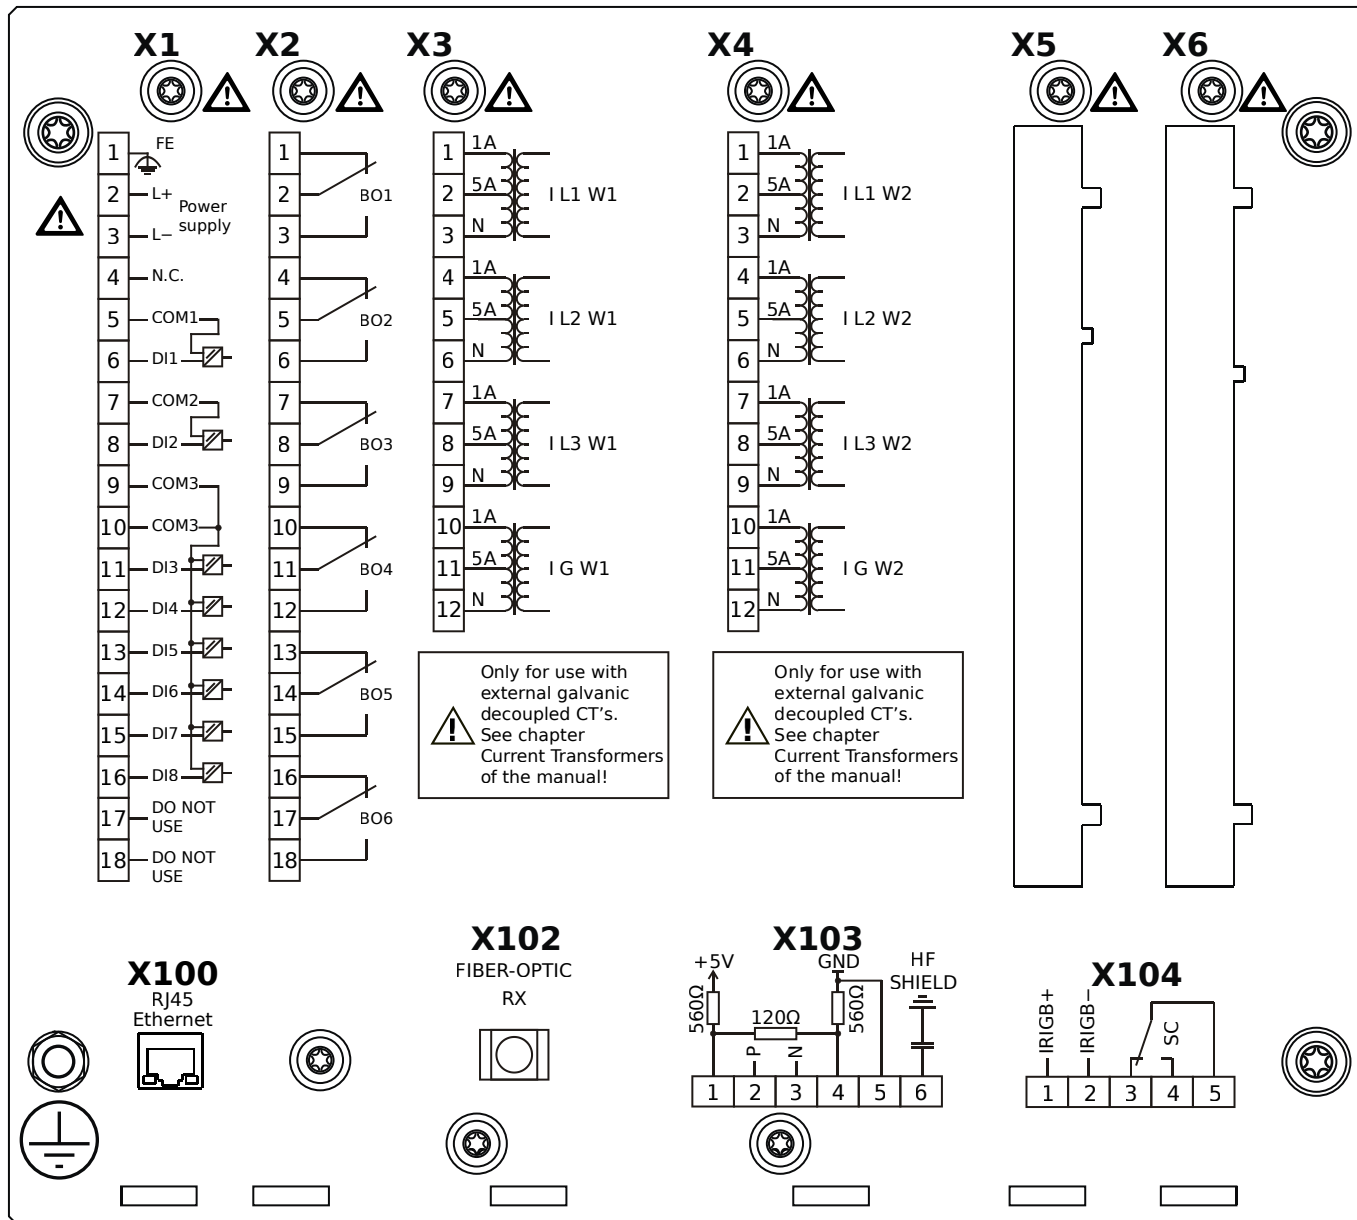 X1
X2
X3
X4
X5
X6
1 FE
2 L+
Power
supply
3 L−
4 N.C.
5 COM1
6 DI1
7 COM2
8 DI2
9 COM3
10 COM3
11 DI3
12 DI4
13 DI5
14 DI6
15 DI7
16 DI8
17 DO NOT
USE
18 DO NOT
USE
1
2 BO1
3
4
5 BO2
6
7
8 BO3
9
10
11 BO4
12
13
14 BO5
15
16
17 BO6
18
1 1A
2 5A I L1 W1
3 N
4 1A
5 5A I L2 W1
6 N
7 1A
8 5A I L3 W1
9 N
10 1A
11 5A I G W1
12 N
Only for use with
external galvanic
decoupled CT's.
See chapter
Current Transformers
of the manual!
1 1A
2 5A I L1 W2
3 N
4 1A
5 5A I L2 W2
6 N
7 1A
8 5A I L3 W2
9 N
10 1A
11 5A I G W2
12 N
Only for use with
external galvanic
decoupled CT's.
See chapter
Current Transformers
of the manual!
X100
RJ45
Ethernet
X102
FIBER-OPTIC
RX
X103
+5V
GND
HF
SHIELD
560Ω
120Ω
560Ω
P
N
1 2 3 4 5 6
X104
IRIGB+
IRIGB−
SC
1 2 3 4 5